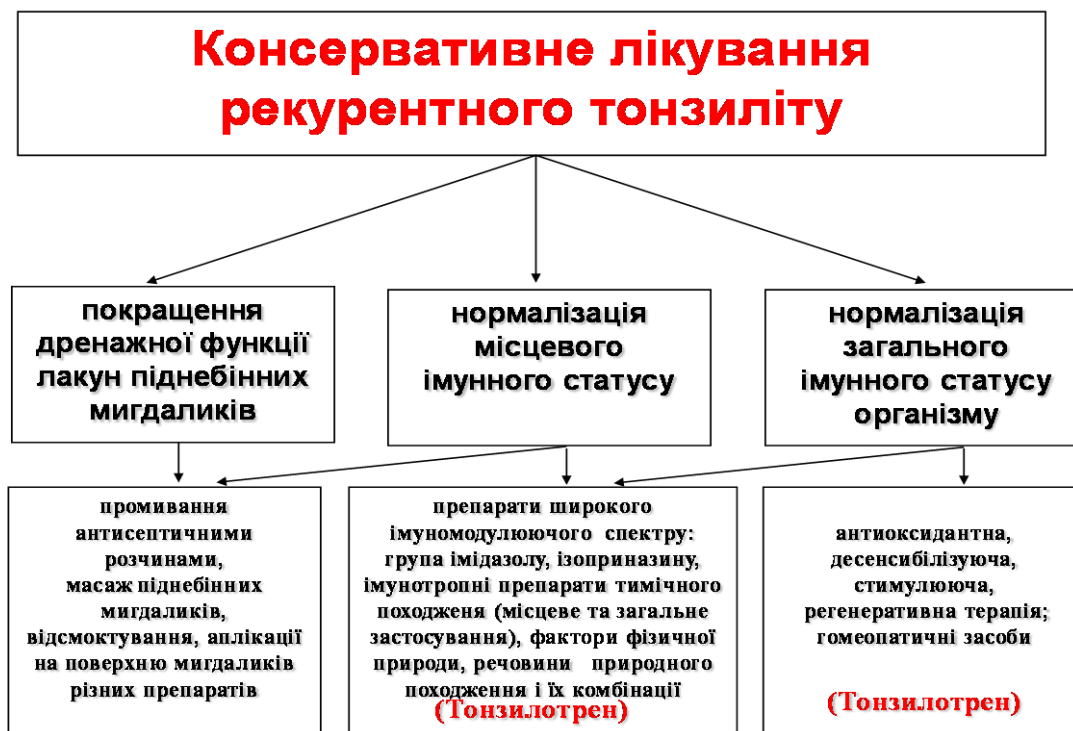 Консервативне лікування
рекурентного тонзиліту
покращення
дренажної функції
лакун піднебінних
мигдаликів
нормалізація
місцевого
імунного статусу
нормалізація
загального
імунного статусу
організму
промивання
антисептичними
розчинами,
масаж піднебінних
мигдаликів,
відсмоктування, аплікації
на поверхню мигдаликів
різних препаратів
препарати широкого
імуномодулюючого спектру:
група імідазолу, ізоприназину,
імунотропні препарати тимічного
походженя (місцеве та загальне
застосування), фактори фізичної
природи, речовини природного
походження і їх комбінації
(Тонзилотрен)
антиоксидантна,
десенсибілізуюча,
стимулююча,
регенеративна терапія;
гомеопатичні засоби
(Тонзилотрен)